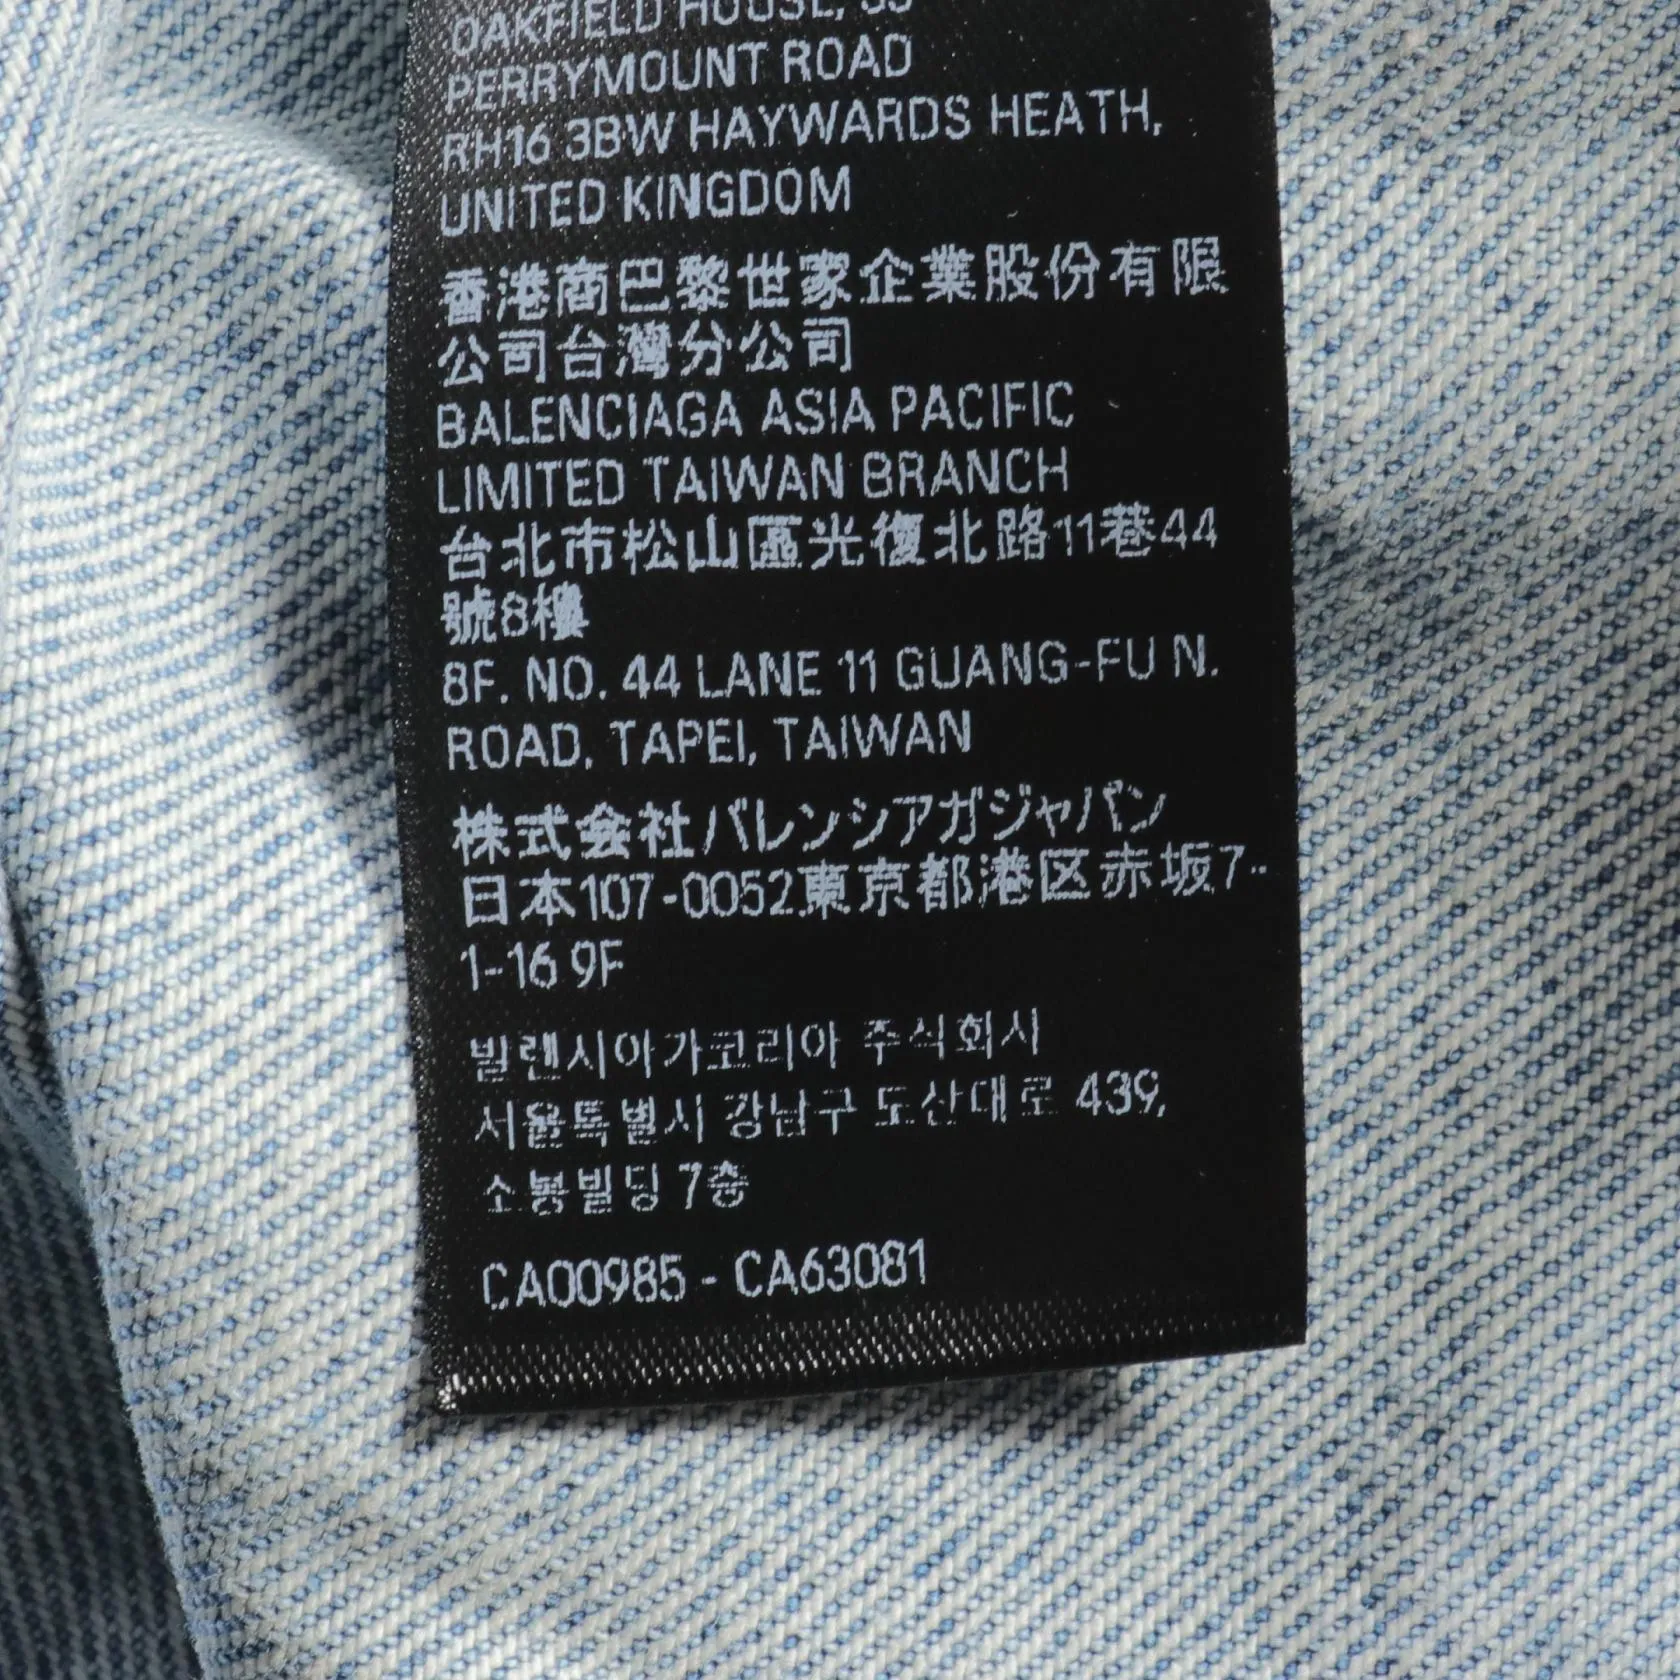 OAKFIELD HOUSE, 35
PERRYMOUNT ROAD
RH16 3BW HAYWARDS HEATH,
UNITED KINGDOM
香港商巴黎世家企業股份有限
公司台灣分公司
BALENCIAGA ASIA PACIFIC
LIMITED TAIWAN BRANCH
台北市松山區光復北路11巷44
號8樓
8F. NO. 44 LANE 11 GUANG-FU N.
ROAD, TAPEI, TAIWAN
株式会社バレンシアガジャパン
日本107-0052東京都港区赤坂7-
1-16 9F
발렌시아가코리아 주식회사
서울특별시 강남구 도산대로 439,
소봉빌딩 7층
CA00985 - CA63081